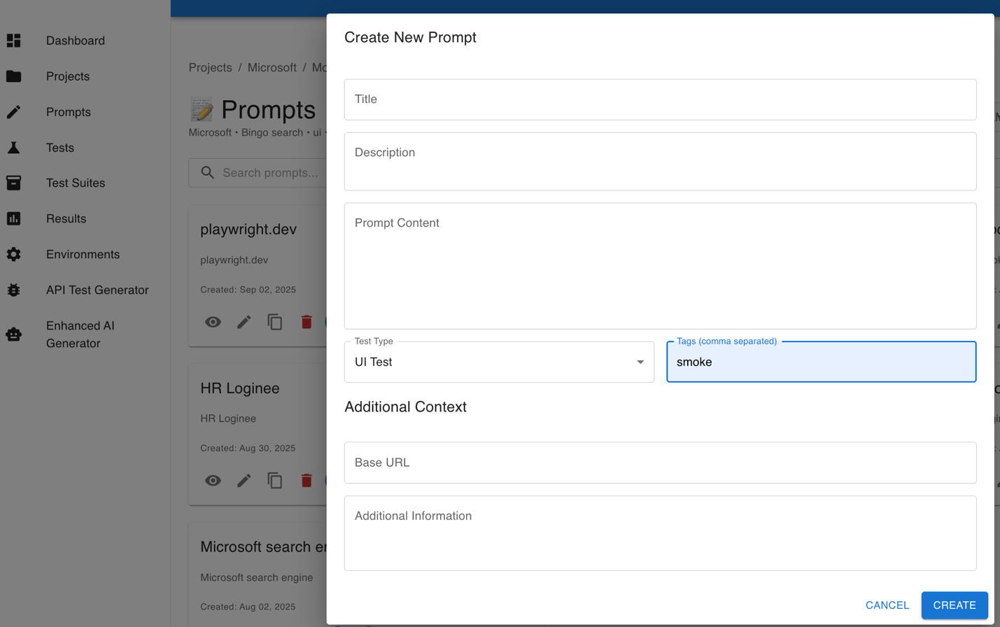 Dashboard
Projects
Prompts
Tests
Test Suites
Results
Environments
API Test Generator
Enhanced AI
Generator
Projects / Microsoft /
Prompts
Microsoft • Bingo search • ui •
Search prompts...
playwright.dev
playwright.dev
Created: Sep 02, 2025
HR Loginee
HR Loginee
Created: Aug 30, 2025
Microsoft search
Microsoft search engine
Created: Aug 02, 2025
Create New Prompt
Title
Description
Prompt Content
Test Type
UI Test
Tags (comma separated)
smoke
Additional Context
Base URL
Additional Information
CANCEL
CREATE